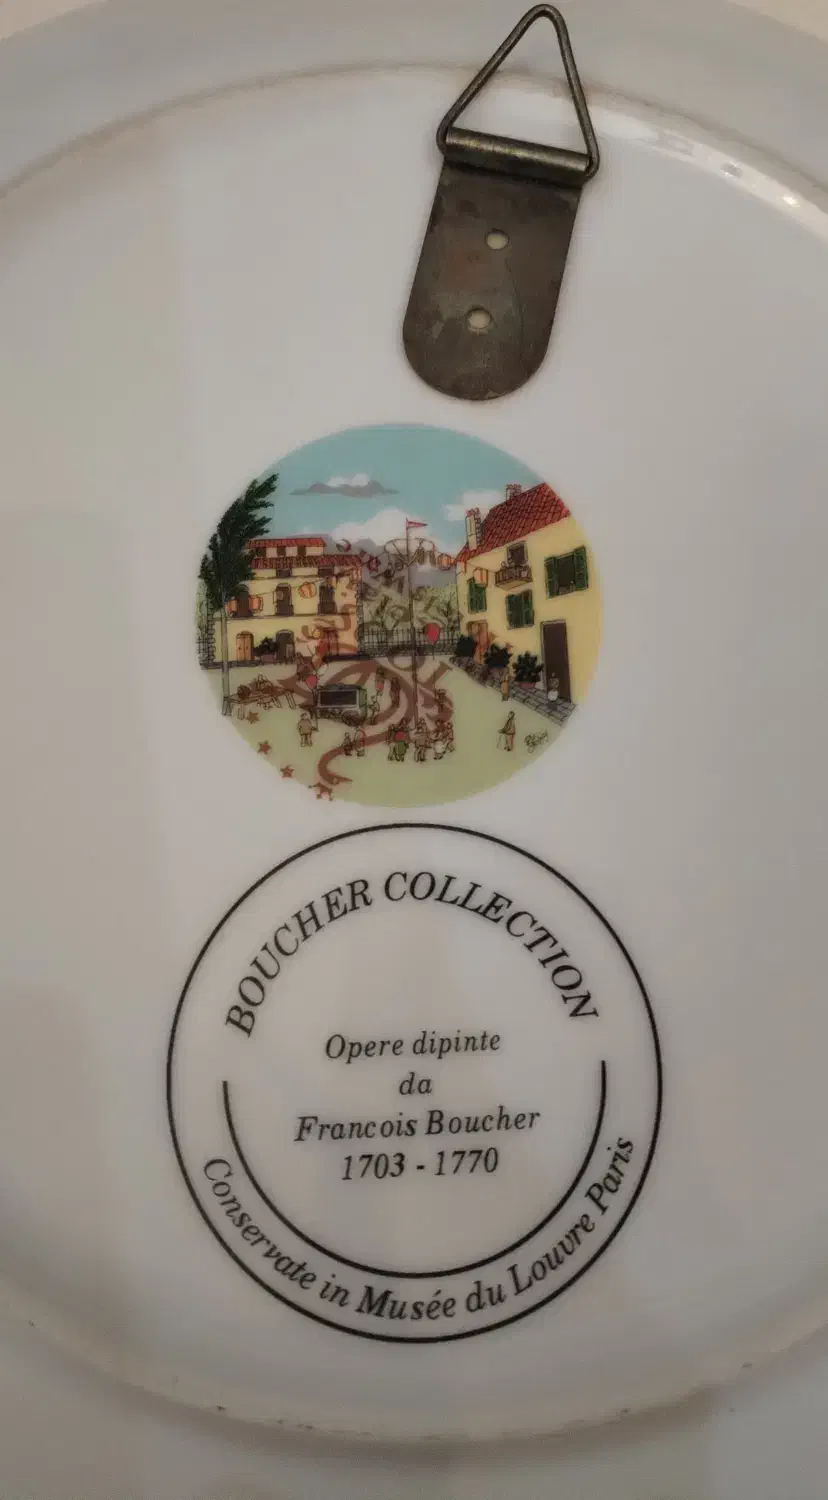 BOUCHER COLLECTION
Opere dipinte
da
Francois Boucher
1703 - 1770
Conservate in Musée du Louvre Paris